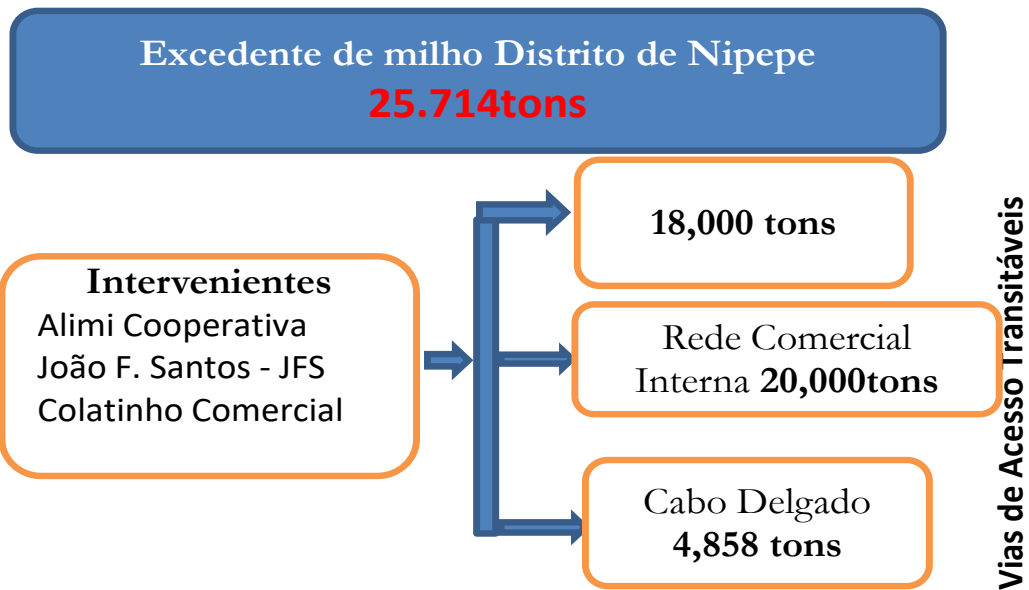 Excedente de milho Distrito de Nipepe
25.714tons
Intervenientes
Alimi Cooperativa
João F. Santos - JFS
Colatinho Comercial
18,000 tons
Rede Comercial
Interna 20,000tons
Cabo Delgado
4,858 tons
Vias de Acesso Transitáveis